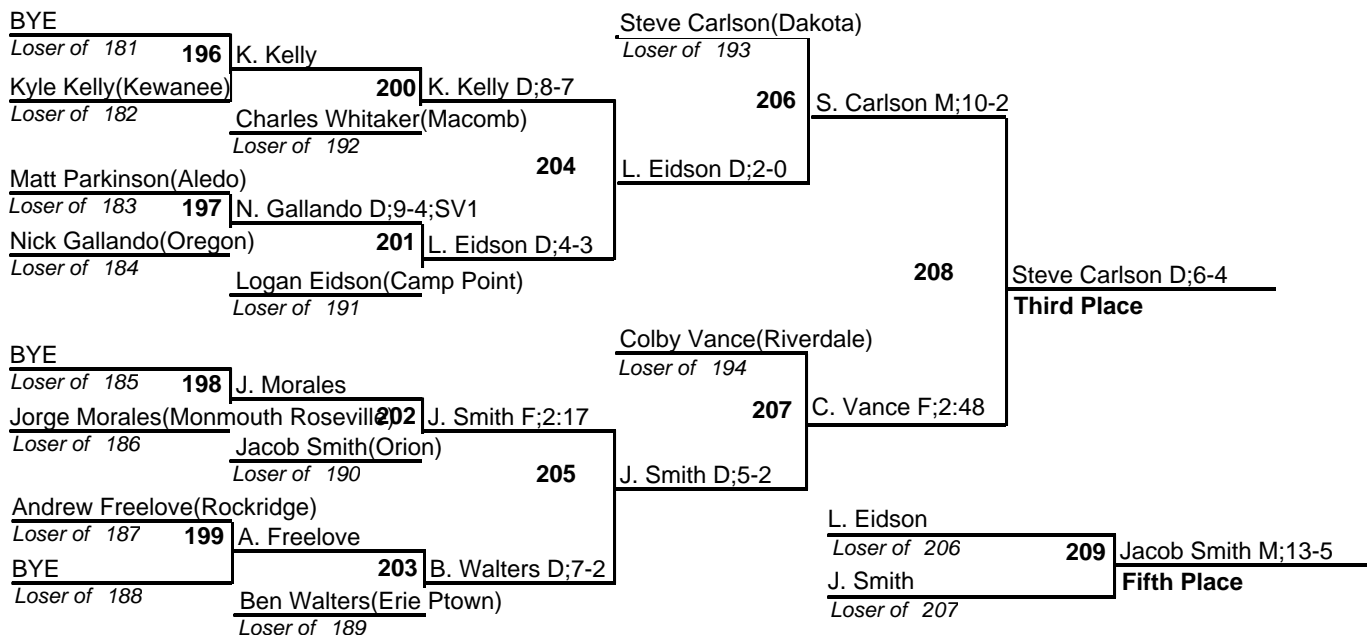 BYE
Loser of 181
196
K. Kelly
Kyle Kelly(Kewanee)
Loser of 182
200
K. Kelly D;8-7
Charles Whitaker(Macomb)
Loser of 192
Matt Parkinson(Aledo)
Loser of 183
197
N. Gallando D;9-4;SV1
Nick Gallando(Oregon)
Loser of 184
201
L. Eidson D;4-3
Logan Eidson(Camp Point)
Loser of 191
204
L. Eidson D;2-0
Steve Carlson(Dakota)
Loser of 193
206
S. Carlson M;10-2
BYE
Loser of 185
198
J. Morales
Jorge Morales(Monmouth Roseville)
Loser of 186
202
J. Smith F;2:17
Jacob Smith(Orion)
Loser of 190
Andrew Freelove(Rockridge)
Loser of 187
199
A. Freelove
BYE
Loser of 188
203
B. Walters D;7-2
Ben Walters(Erie Ptown)
Loser of 189
205
J. Smith D;5-2
Colby Vance(Riverdale)
Loser of 194
207
C. Vance F;2:48
208
Steve Carlson D;6-4
Third Place
L. Eidson
Loser of 206
209
Jacob Smith M;13-5
Fifth Place
J. Smith
Loser of 207